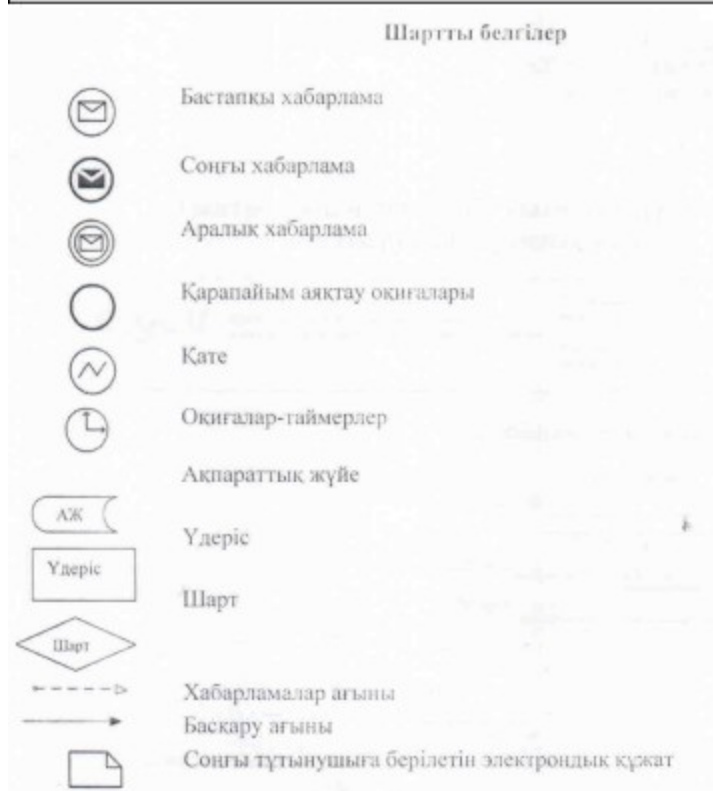 Шартты белгілер
Бастапқы хабарлама
Соңғы хабарлама
Аралық хабарлама
Қарапайым аяқтау оқиғалары
Қате
Оқиғалар-таймерлер
Ақпараттық жүйе
АЖ
Үдеріс
Үдеріс
Шарт
Шарт
Хабарламалар ағыны
Басқару ағыны
Соңғы тұтынушыға берілетін электрондық құжат